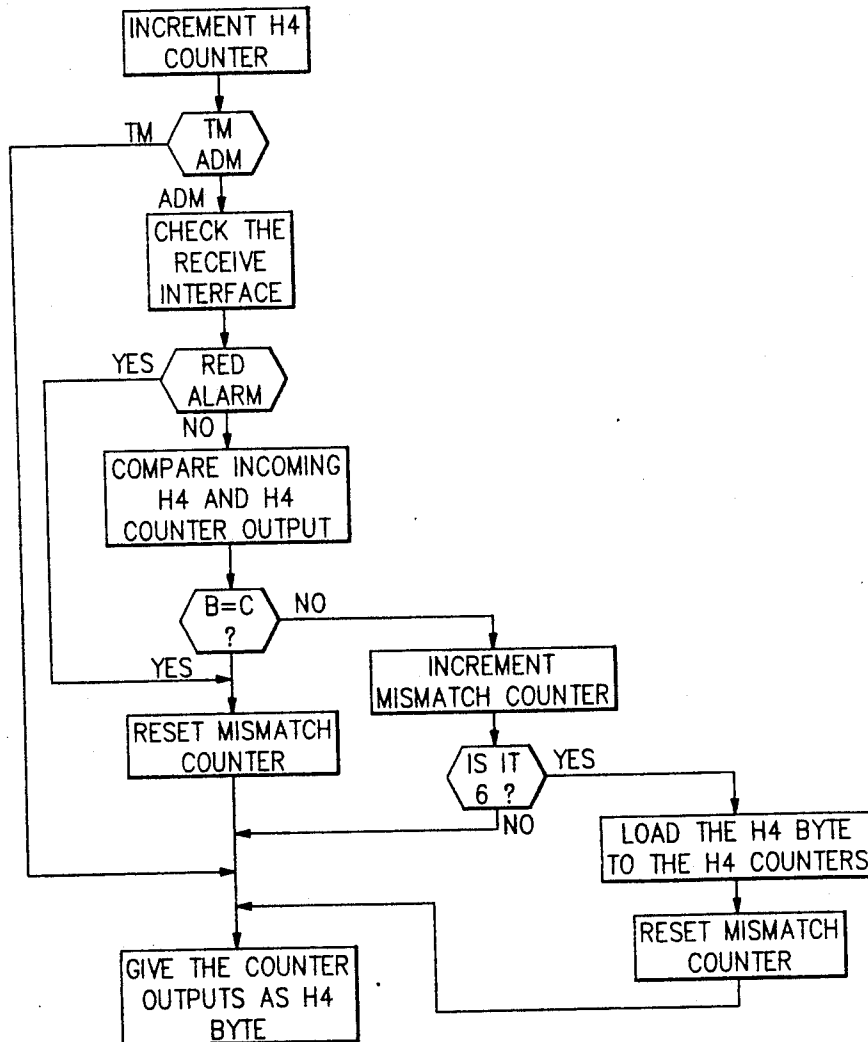 INCREMENT H4
COUNTER
TM
TM
ADM
ADM
CHECK THE
RECEIVE
INTERFACE
YES
RED
ALARM
NO
COMPARE INCOMING
H4 AND H4
COUNTER OUTPUT
B=C
?
NO
YES
INCREMENT
MISMATCH COUNTER
RESET MISMATCH
COUNTER
IS IT
6 ?
YES
NO
LOAD THE H4 BYTE
TO THE H4 COUNTERS
RESET MISMATCH
COUNTER
GIVE THE COUNTER
OUTPUTS AS H4
BYTE